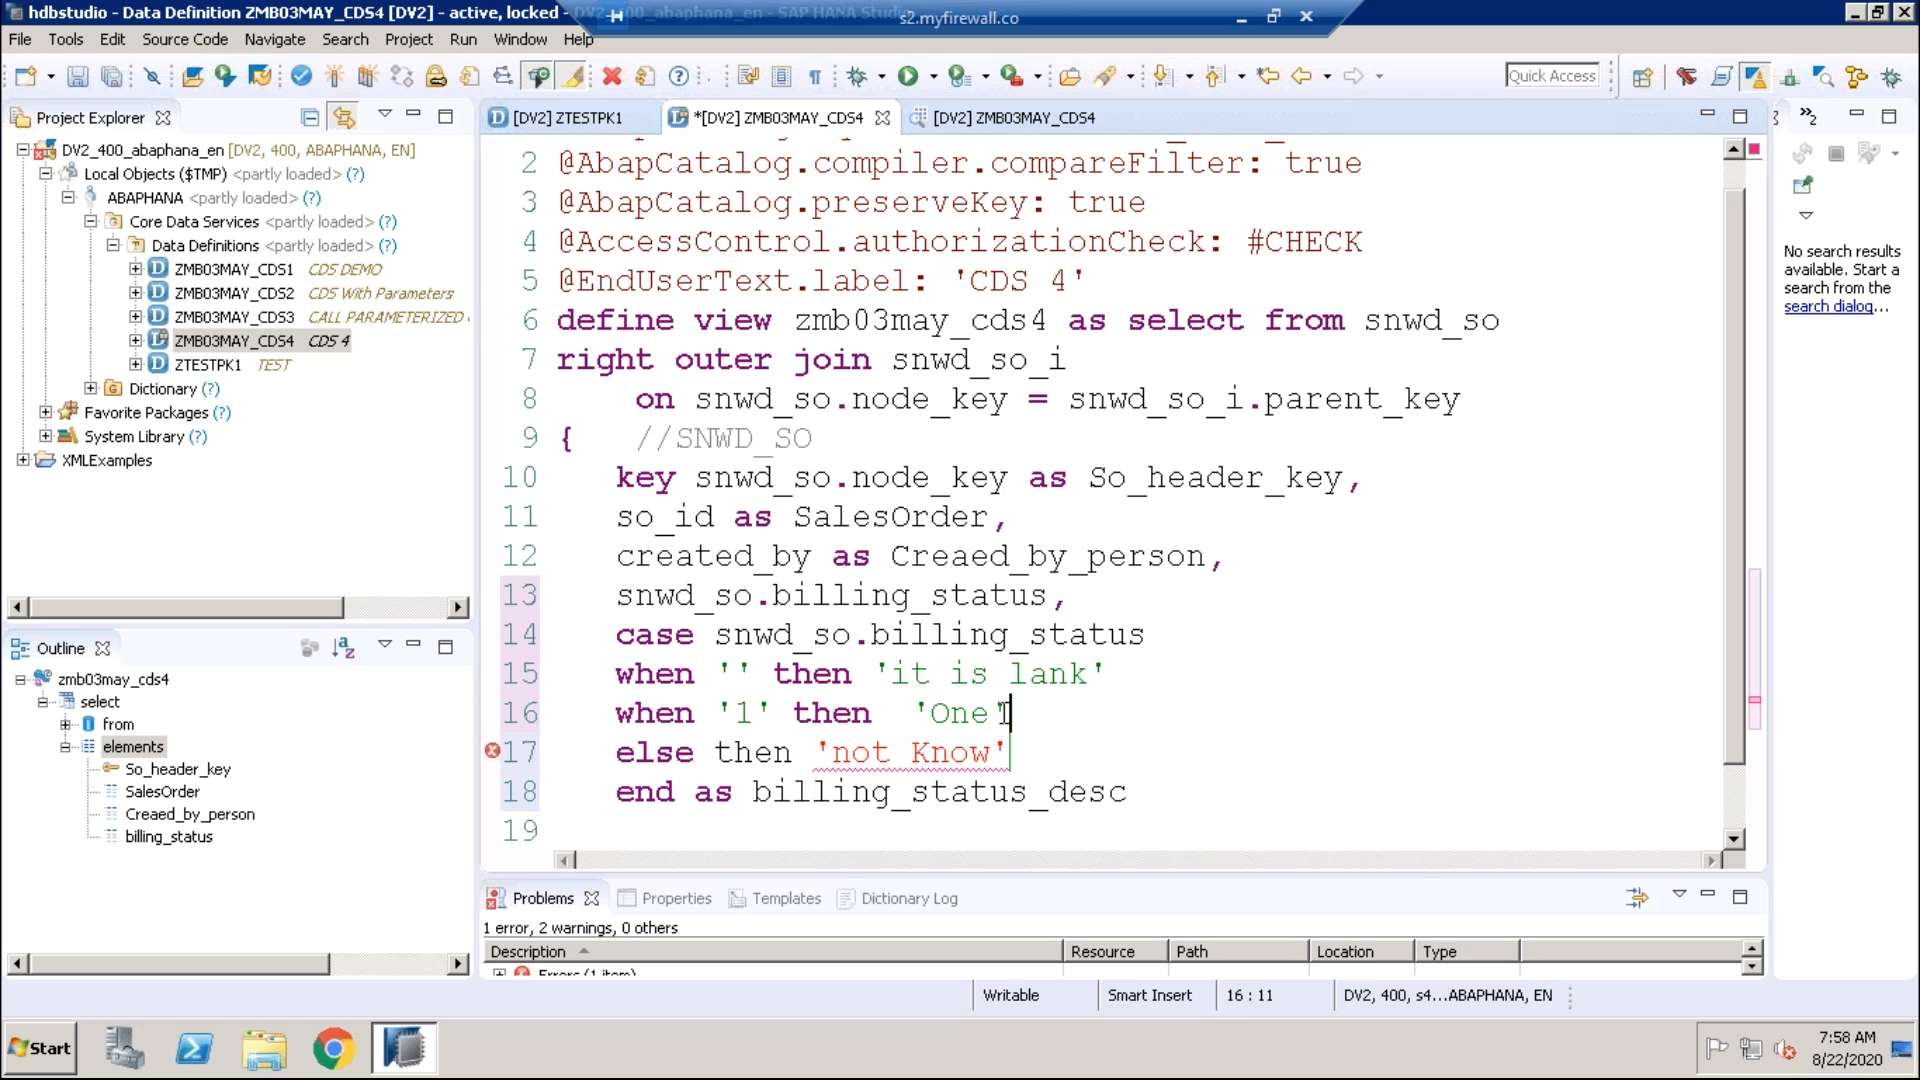 hdbstudio - Data Definition ZMB03MAY_CDS4 [DV2] - active, locked - DV2_400_abaphana_en - SAP HANA Studio
s2.myfirewall.co
File Tools Edit Source Code Navigate Search Project Run Window Help
Quick Access
Project Explorer
DV2_400_abaphana_en [DV2, 400, ABAPHANA, EN]
Local Objects ($TMP) <partly loaded> (?)
ABAPHANA <partly loaded> (?)
Core Data Services <partly loaded> (?)
Data Definitions <partly loaded> (?)
ZMB03MAY_CDS1 CDS DEMO
ZMB03MAY_CDS2 CDS With Parameters
ZMB03MAY_CDS3 CALL PARAMETERIZED
ZMB03MAY_CDS4 CDS 4
ZTESTPK1 TEST
Dictionary (?)
Favorite Packages (?)
System Library (?)
XMLExamples
Outline
zmb03may_cds4
select
from
elements
So_header_key
SalesOrder
Creaed_by_person
billing_status
[DV2] ZTESTPK1
*[DV2] ZMB03MAY_CDS4
[DV2] ZMB03MAY_CDS4
2 @AbapCatalog.compiler.compareFilter: true
3 @AbapCatalog.preserveKey: true
4 @AccessControl.authorizationCheck: #CHECK
5 @EndUserText.label: 'CDS 4'
6 define view zmb03may_cds4 as select from snwd_so
7 right outer join snwd_so_i
8 on snwd_so.node_key = snwd_so_i.parent_key
9 { //SNWD_SO
10 key snwd_so.node_key as So_header_key,
11 so_id as SalesOrder,
12 created_by as Creaed_by_person,
13 snwd_so.billing_status,
14 case snwd_so.billing_status
15 when '' then 'it is lank'
16 when '1' then 'One'
17 else then 'not Know'
18 end as billing_status_desc
19
2
No search results available. Start a search from the search dialog...
Problems
Properties
Templates
Dictionary Log
1 error, 2 warnings, 0 others
Description Resource Path Location Type
Errors (1 item)
Writable
Smart Insert
16 : 11
DV2, 400, s4...ABAPHANA, EN
Start
7:58 AM
8/22/2020